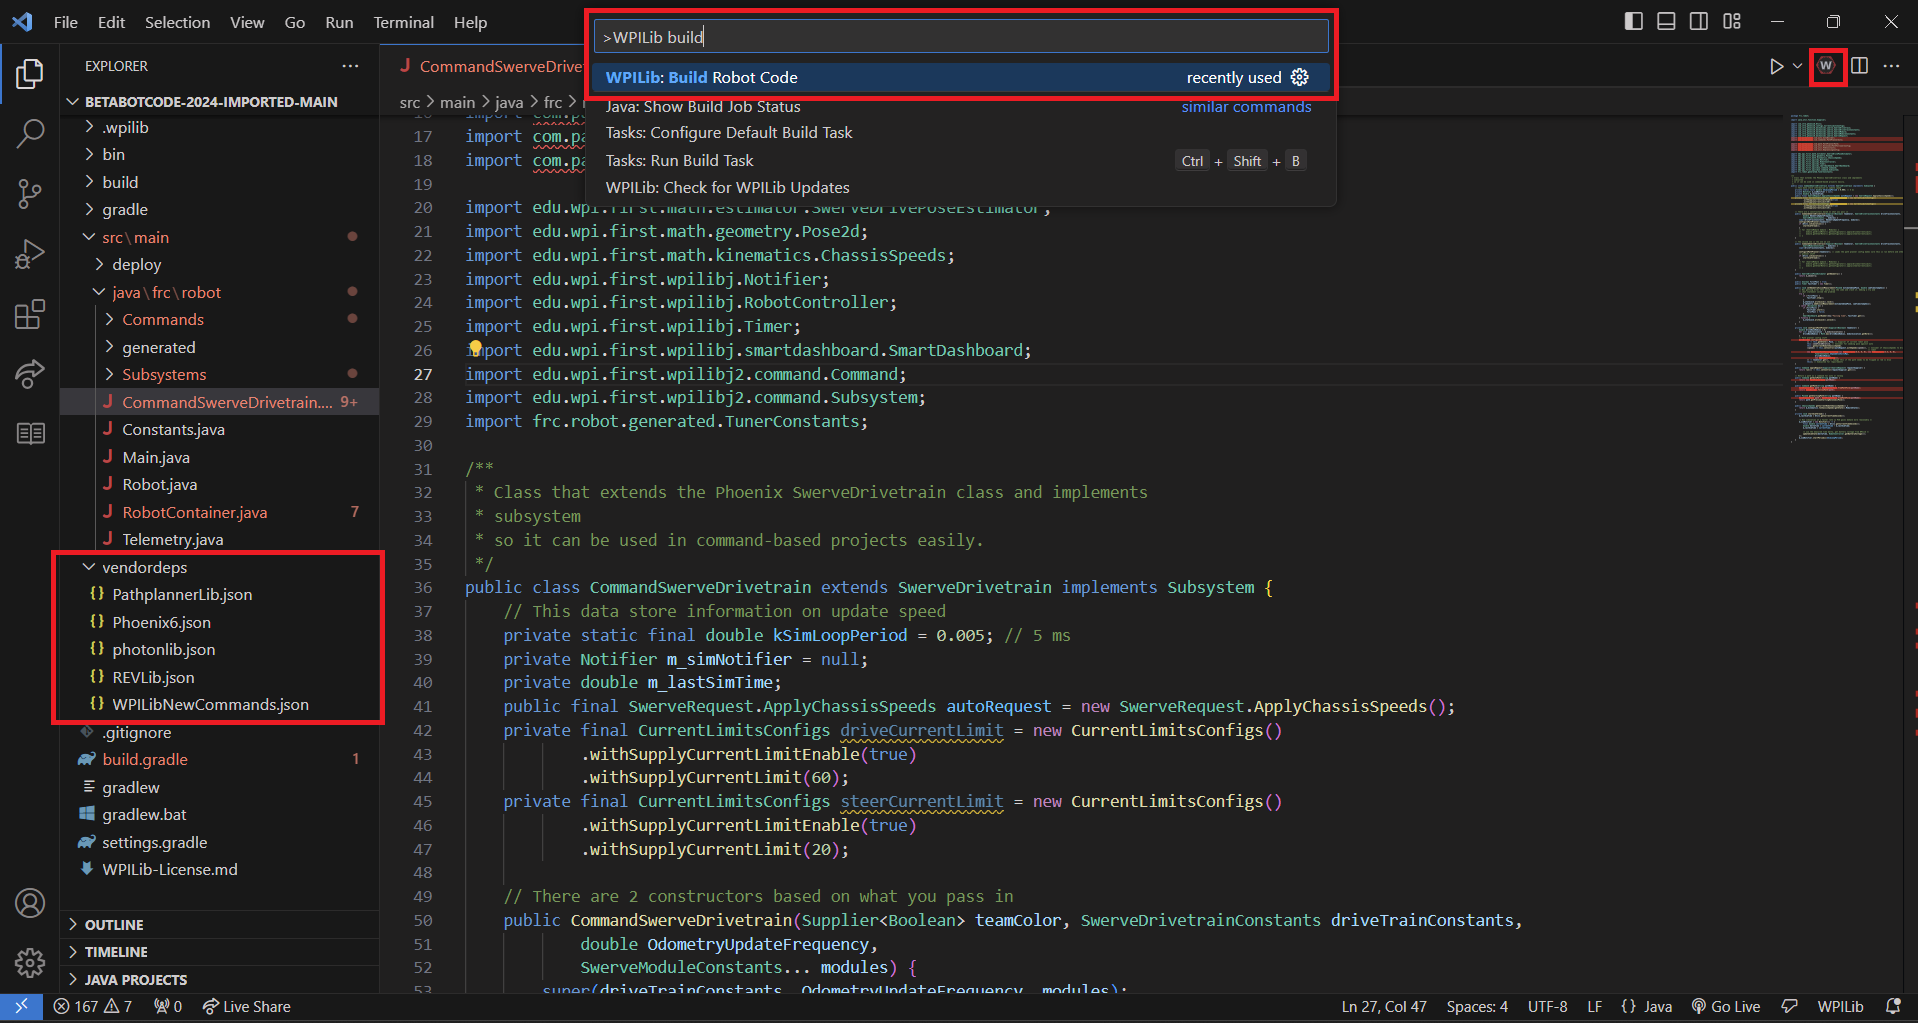 File Edit Selection View Go Run Terminal Help
>WPILib build
WPILib: Build Robot Code recently used
Java: Show Build Job Status similar commands
Tasks: Configure Default Build Task
Tasks: Run Build Task Ctrl + Shift + B
WPILib: Check for WPILib Updates
EXPLORER
BETABOTCODE-2024-IMPORTED-MAIN
.wpilib
bin
build
gradle
src\main
deploy
java\frc\robot
Commands
generated
Subsystems
CommandSwerveDrivetrain.... 9+
Constants.java
Main.java
Robot.java
RobotContainer.java 7
Telemetry.java
vendordeps
{} PathplannerLib.json
{} Phoenix6.json
{} photonlib.json
{} REVLib.json
{} WPILibNewCommands.json
.gitignore
build.gradle 1
gradlew
gradlew.bat
settings.gradle
WPILib-License.md
OUTLINE
TIMELINE
JAVA PROJECTS
J CommandSwerveDrive
W
src > main > java > frc >
17 import com.pa
18 import com.pa
19
20 import edu.wpi.first.math.estimator.SwerveDrivePoseEstimator;
21 import edu.wpi.first.math.geometry.Pose2d;
22 import edu.wpi.first.math.kinematics.ChassisSpeeds;
23 import edu.wpi.first.wpilibj.Notifier;
24 import edu.wpi.first.wpilibj.RobotController;
25 import edu.wpi.first.wpilibj.Timer;
26 import edu.wpi.first.wpilibj.smartdashboard.SmartDashboard;
27 import edu.wpi.first.wpilibj2.command.Command;
28 import edu.wpi.first.wpilibj2.command.Subsystem;
29 import frc.robot.generated.TunerConstants;
30
31 /**
32 * Class that extends the Phoenix SwerveDrivetrain class and implements
33 * subsystem
34 * so it can be used in command-based projects easily.
35 */
36 public class CommandSwerveDrivetrain extends SwerveDrivetrain implements Subsystem {
37 // This data store information on update speed
38 private static final double kSimLoopPeriod = 0.005; // 5 ms
39 private Notifier m_simNotifier = null;
40 private double m_lastSimTime;
41 public final SwerveRequest.ApplyChassisSpeeds autoRequest = new SwerveRequest.ApplyChassisSpeeds();
42 private final CurrentLimitsConfigs driveCurrentLimit = new CurrentLimitsConfigs()
43 .withSupplyCurrentLimitEnable(true)
44 .withSupplyCurrentLimit(60);
45 private final CurrentLimitsConfigs steerCurrentLimit = new CurrentLimitsConfigs()
46 .withSupplyCurrentLimitEnable(true)
47 .withSupplyCurrentLimit(20);
48
49 // There are 2 constructors based on what you pass in
50 public CommandSwerveDrivetrain(Supplier<Boolean> teamColor, SwerveDrivetrainConstants driveTrainConstants,
51 double OdometryUpdateFrequency,
52 SwerveModuleConstants... modules) {
53 super(driveTrainConstants, OdometryUpdateFrequency, modules);
167 7 0 Live Share Ln 27, Col 47 Spaces: 4 UTF-8 LF {} Java Go Live WPILib